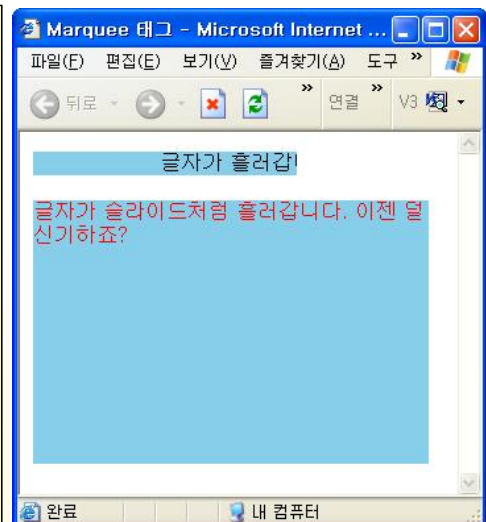 Marquee 태그 - Microsoft Internet ...
파일(F) 편집(E) 보기(V) 즐겨찾기(A) 도구 »
뒤로 » 연결 » V3
글자가 흘러갑
글자가 슬라이드처럼 흘러갑니다. 이젠 덜
신기하죠?
완료 내 컴퓨터